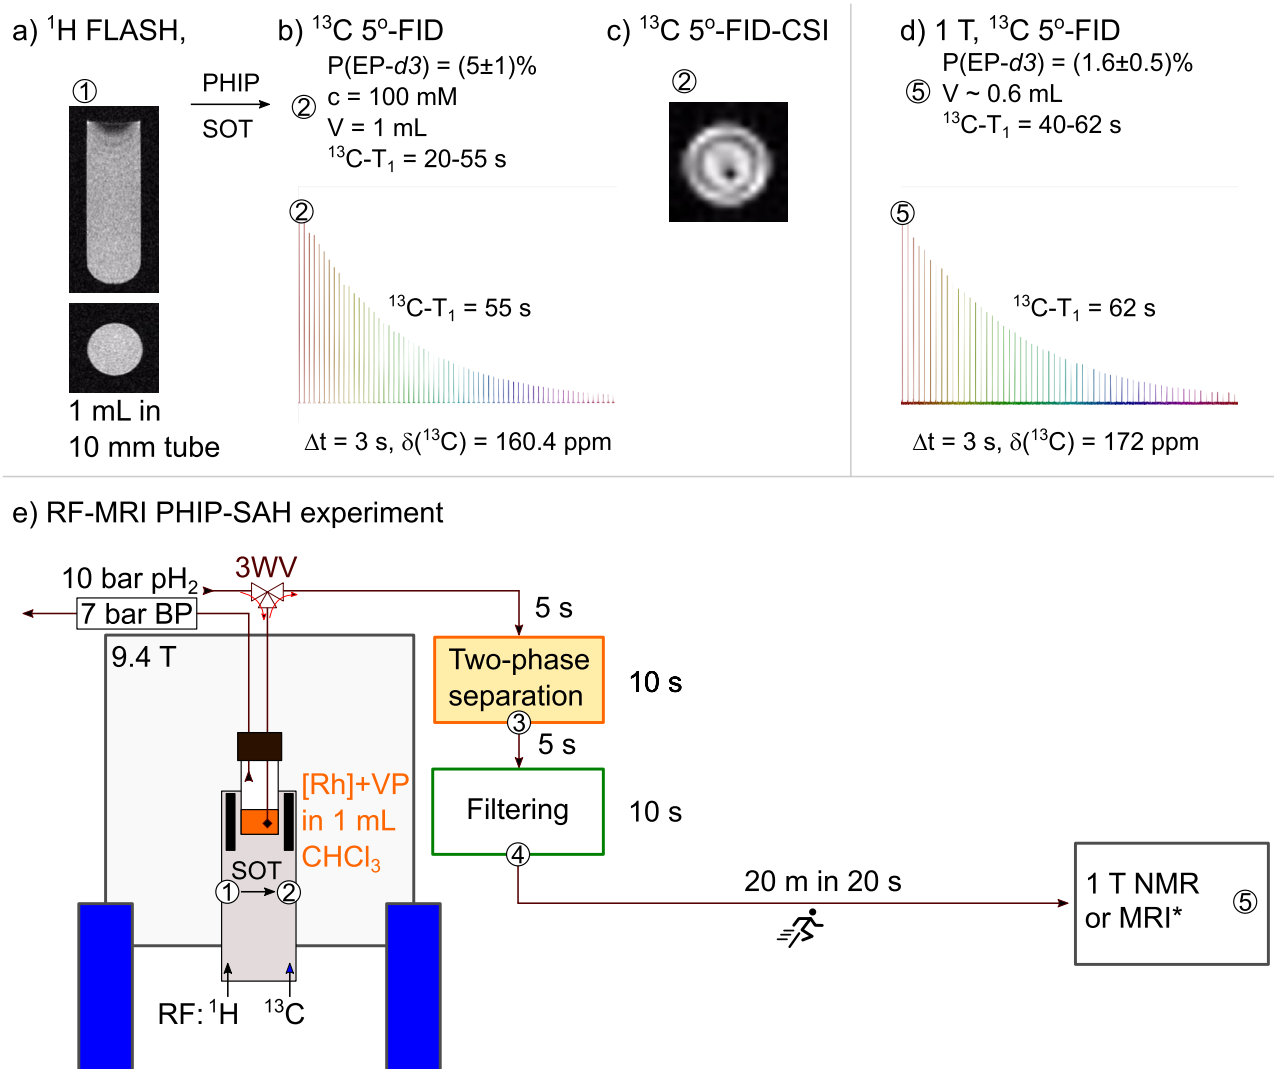 a) ¹H FLASH,
①
PHIP
SOT
1 mL in
10 mm tube
b) ¹³C 5º-FID
P(EP-d3) = (5±1)%
② c = 100 mM
V = 1 mL
¹³C-T₁ = 20-55 s
②
¹³C-T₁ = 55 s
Δt = 3 s, δ(¹³C) = 160.4 ppm
c) ¹³C 5º-FID-CSI
②
d) 1 T, ¹³C 5º-FID
P(EP-d3) = (1.6±0.5)%
⑤ V ~ 0.6 mL
¹³C-T₁ = 40-62 s
⑤
¹³C-T₁ = 62 s
Δt = 3 s, δ(¹³C) = 172 ppm
e) RF-MRI PHIP-SAH experiment
3WV
10 bar pH₂
7 bar BP
5 s
9.4 T
Two-phase
separation
10 s
③
5 s
[Rh]+VP
in 1 mL
CHCl₃
Filtering
10 s
④
SOT
① ②
20 m in 20 s
1 T NMR
or MRI*
⑤
RF: ¹H ¹³C